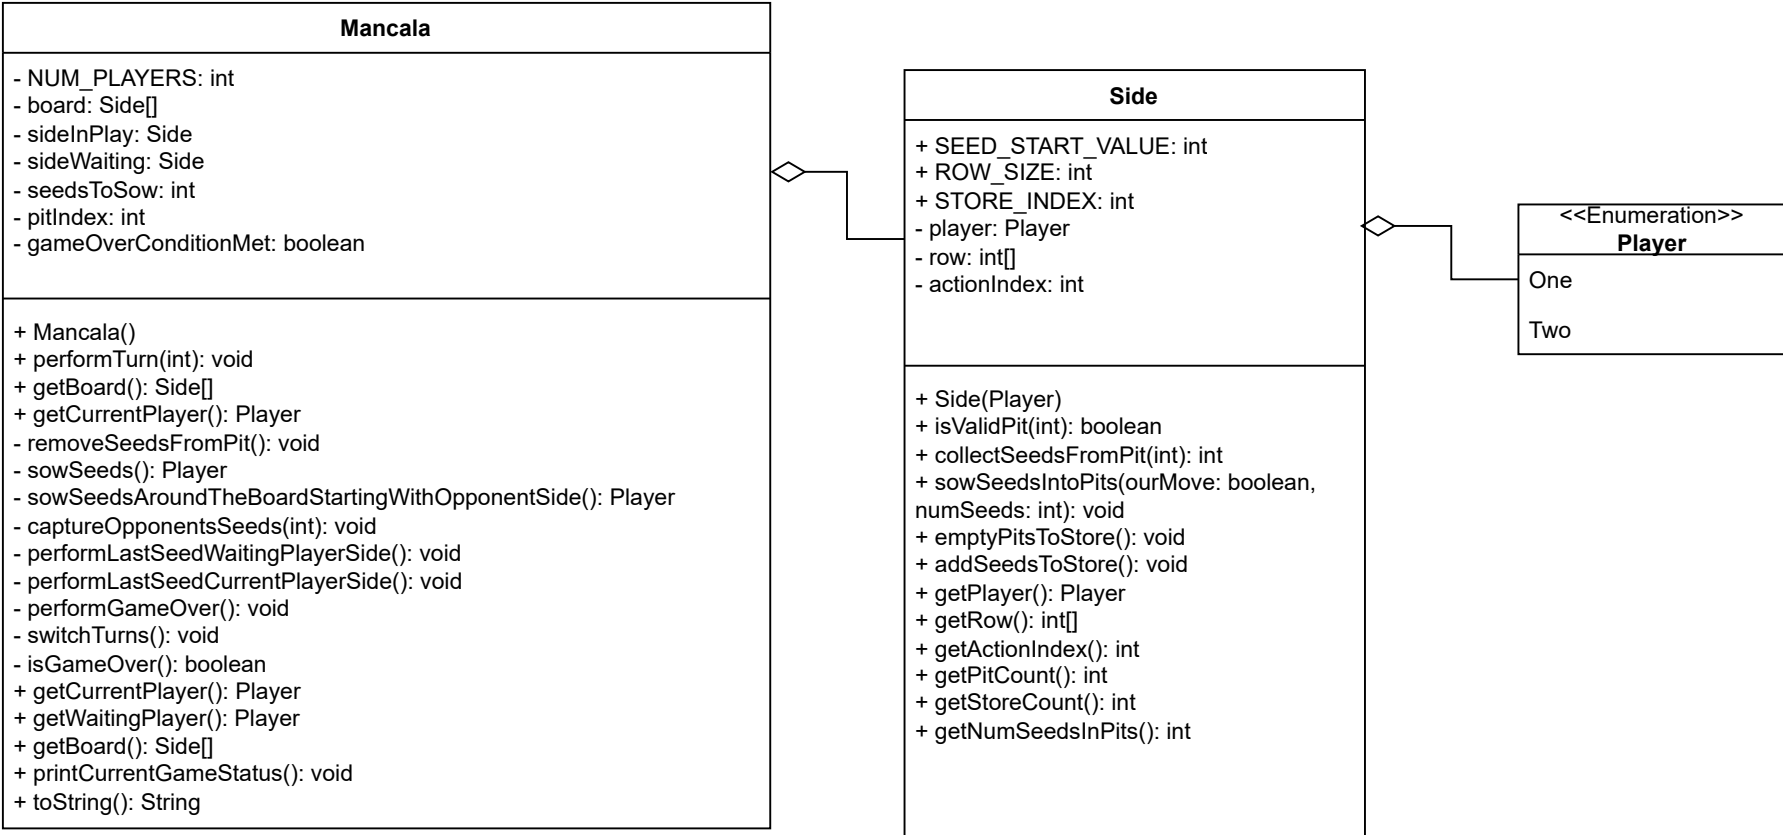 Mancala
- NUM_PLAYERS: int
- board: Side[]
- sideInPlay: Side
- sideWaiting: Side
- seedsToSow: int
- pitIndex: int
- gameOverConditionMet: boolean
+ Mancala()
+ performTurn(int): void
+ getBoard(): Side[]
+ getCurrentPlayer(): Player
- removeSeedsFromPit(): void
- sowSeeds(): Player
- sowSeedsAroundTheBoardStartingWithOpponentSide(): Player
- captureOpponentsSeeds(int): void
- performLastSeedWaitingPlayerSide(): void
- performLastSeedCurrentPlayerSide(): void
- performGameOver(): void
- switchTurns(): void
- isGameOver(): boolean
+ getCurrentPlayer(): Player
+ getWaitingPlayer(): Player
+ getBoard(): Side[]
+ printCurrentGameStatus(): void
+ toString(): String
Side
+ SEED_START_VALUE: int
+ ROW_SIZE: int
+ STORE_INDEX: int
- player: Player
- row: int[]
- actionIndex: int
+ Side(Player)
+ isValidPit(int): boolean
+ collectSeedsFromPit(int): int
+ sowSeedsIntoPits(ourMove: boolean,
numSeeds: int): void
+ emptyPitsToStore(): void
+ addSeedsToStore(): void
+ getPlayer(): Player
+ getRow(): int[]
+ getActionIndex(): int
+ getPitCount(): int
+ getStoreCount(): int
+ getNumSeedsInPits(): int
<<Enumeration>>
Player
One
Two